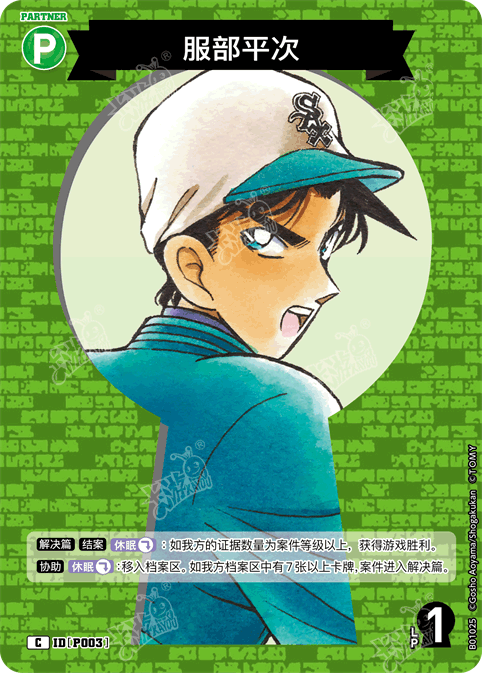 PARTNER
P
服部平次
SOX
解决篇 结案 休眠 :如我方的证据数量为案件等级以上, 获得游戏胜利。
协助 休眠 :移入档案区。如我方档案区中有7张以上卡牌,案件进入解决篇。
C ID[P003]
LP 1
B01025 ©Gosho Aoyama/Shogakukan ©TOMY